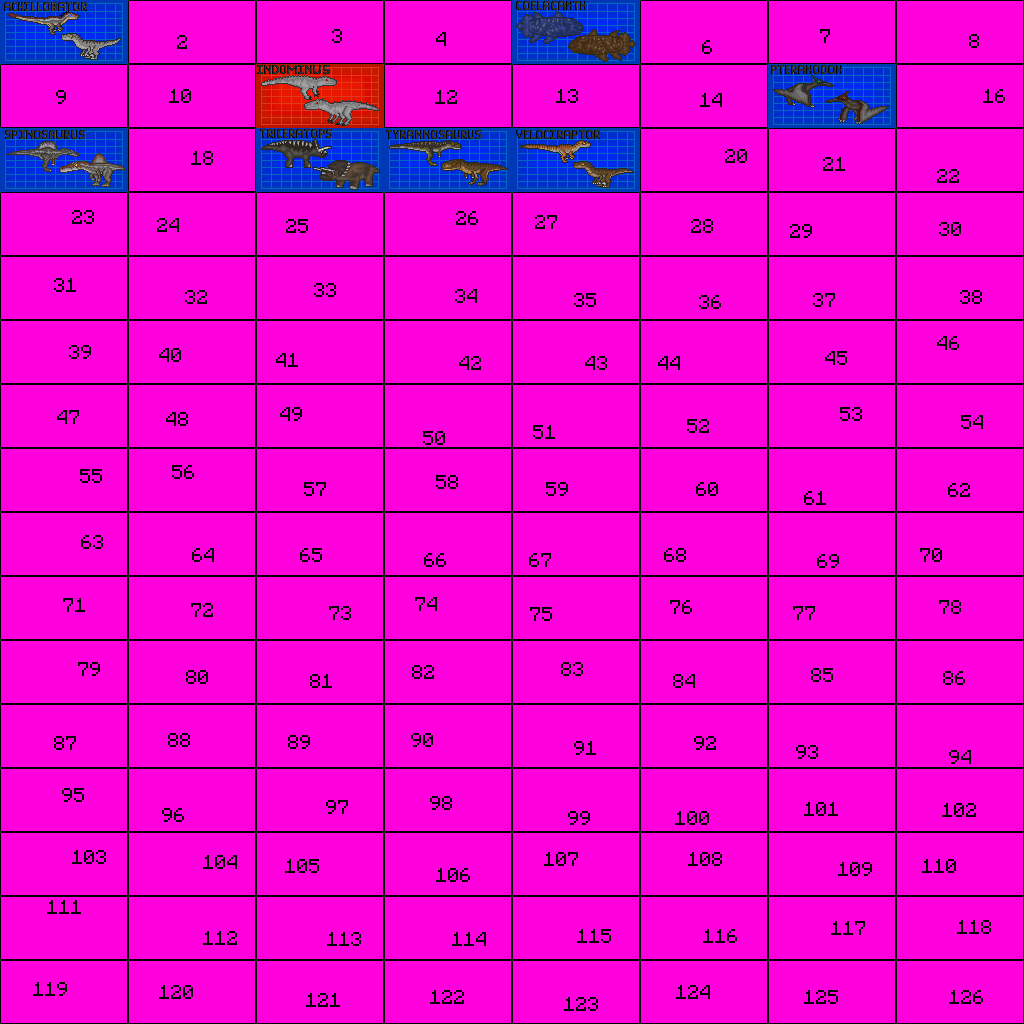 ACHILLOBATOR 2 3 4 COELACANTH 6 7 8
9 10 INDOMINUS 12 13 14 PTERANODON 16
SPINOSAURUS 18 TRICERATOPS TYRANNOSAURUS VELOCIRAPTOR 20 21 22
23 24 25 26 27 28 29 30
31 32 33 34 35 36 37 38
39 40 41 42 43 44 45 46
47 48 49 50 51 52 53 54
55 56 57 58 59 60 61 62
63 64 65 66 67 68 69 70
71 72 73 74 75 76 77 78
79 80 81 82 83 84 85 86
87 88 89 90 91 92 93 94
95 96 97 98 99 100 101 102
103 104 105 106 107 108 109 110
111 112 113 114 115 116 117 118
119 120 121 122 123 124 125 126